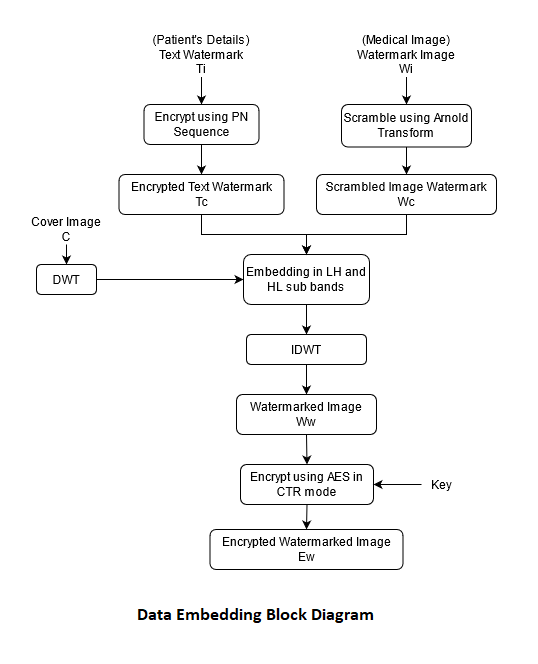 (Patient's Details)
Text Watermark
Ti
(Medical Image)
Watermark Image
Wi
Encrypt using PN
Sequence
Scramble using Arnold
Transform
Encrypted Text Watermark
Tc
Scrambled Image Watermark
Wc
Cover Image
C
DWT
Embedding in LH and
HL sub bands
IDWT
Watermarked Image
Ww
Encrypt using AES in
CTR mode
Key
Encrypted Watermarked Image
Ew
Data Embedding Block Diagram